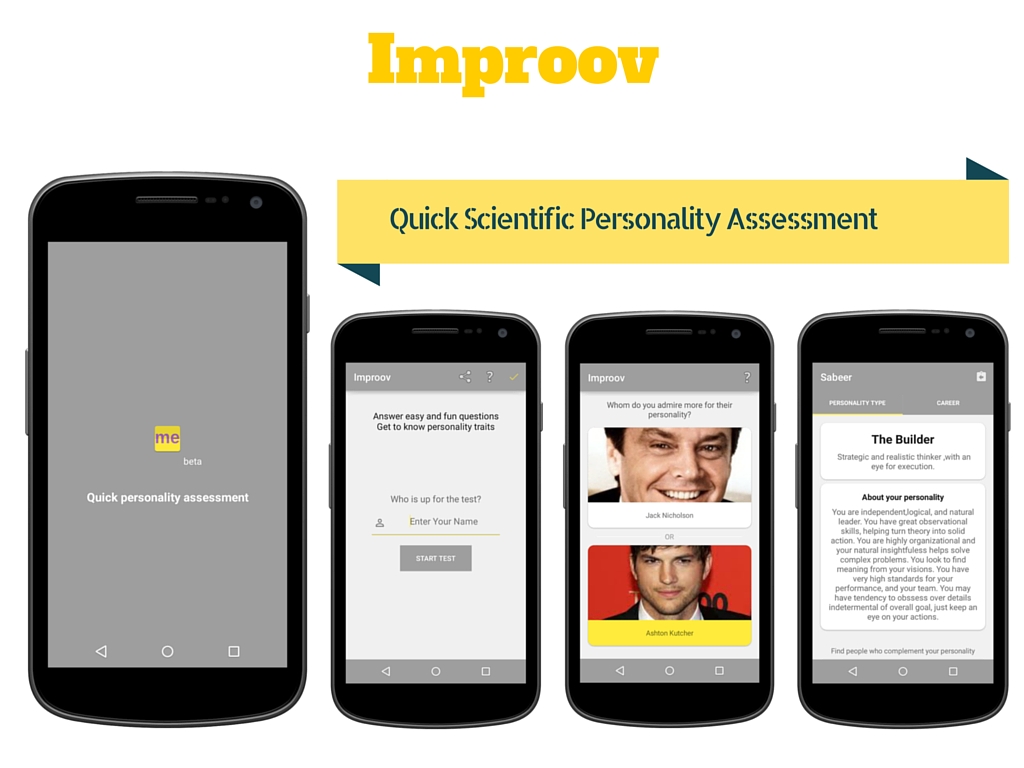 Improov
Quick Scientific Personality Assessment
me
beta
Quick personality assessment
Improov
?
Answer easy and fun questions
Get to know personality traits
Who is up for the test?
Enter Your Name
START TEST
Improov
?
Whom do you admire more for their
personality?
Jack Nicholson
OR
Ashton Kutcher
Sabeer
PERSONALITY TYPE
CAREER
The Builder
Strategic and realistic thinker ,with an
eye for execution.
About your personality
You are independent,logical, and natural
leader. You have great observational
skills, helping turn theory into solid
action. You are highly organizational and
your natural insightfuless helps solve
complex problems. You look to find
meaning from your visions. You have
very high standards for your
performance, and your team. You may
have tendency to obssess over details
indetermental of overall goal, just keep an
eye on your actions.
Find people who complement your personality